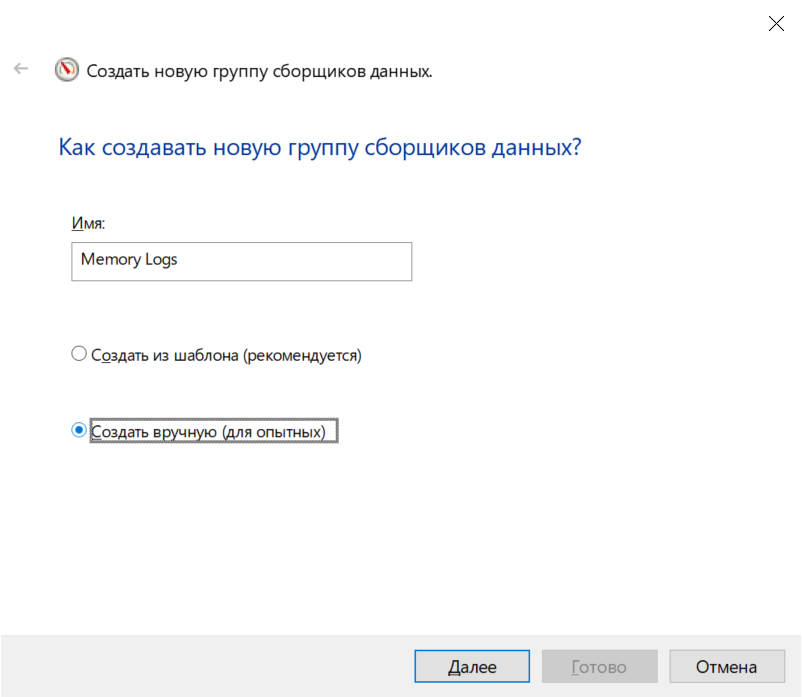 Создать новую группу сборщиков данных.
Как создавать новую группу сборщиков данных?
Имя:
Memory Logs
Создать из шаблона (рекомендуется)
Создать вручную (для опытных)
Далее
Готово
Отмена